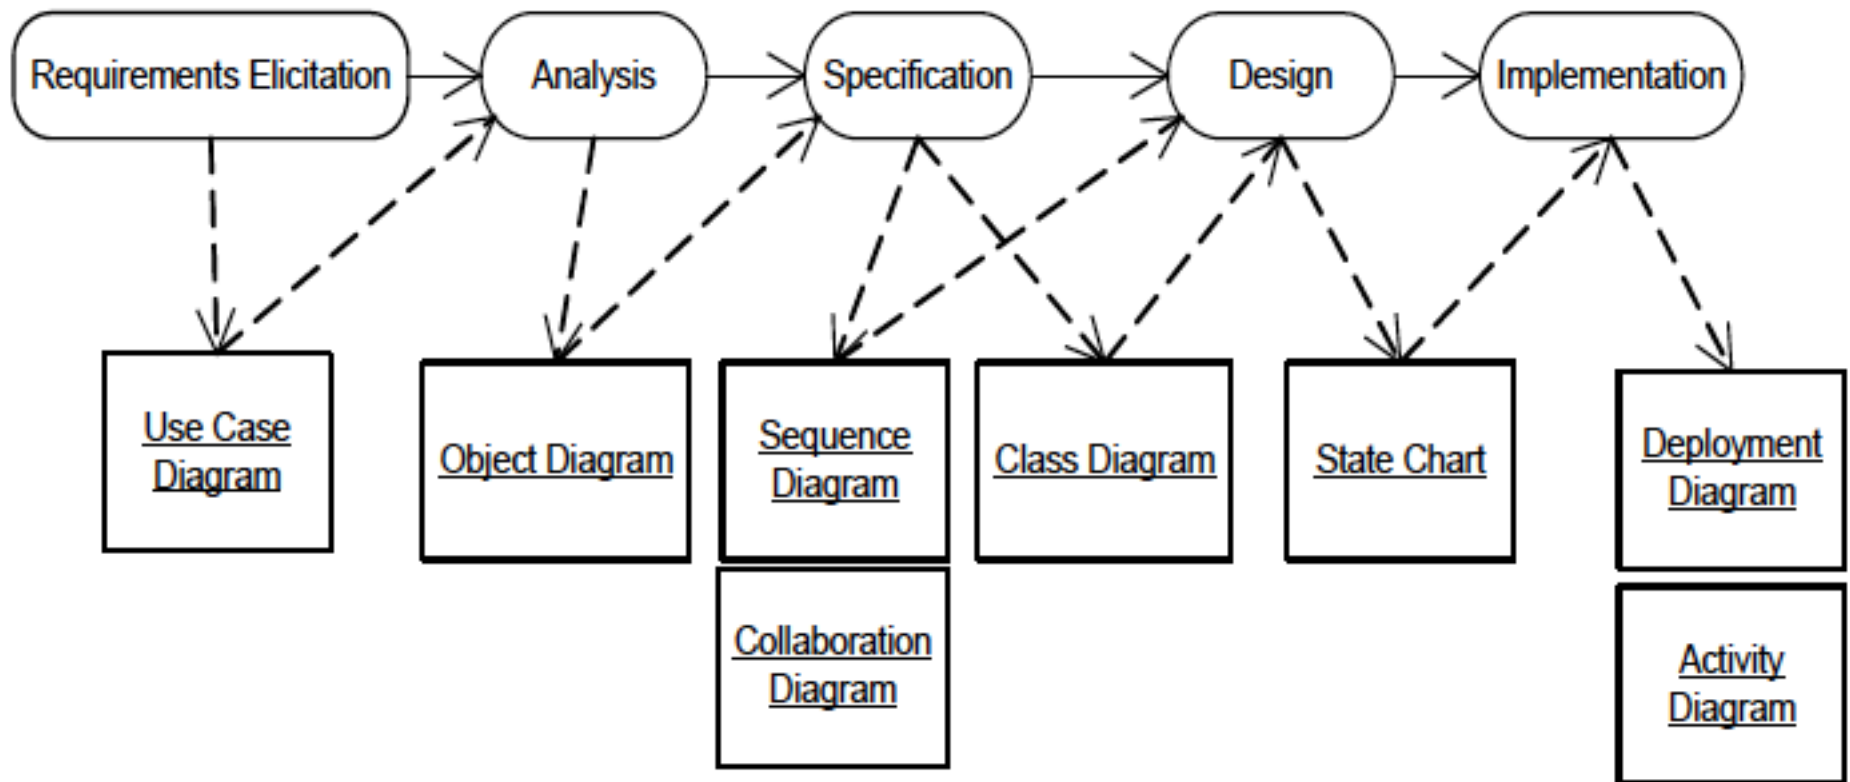 Requirements Elicitation
Analysis
Specification
Design
Implementation
Use Case
Diagram
Object Diagram
Sequence
Diagram
Class Diagram
State Chart
Deployment
Diagram
Collaboration
Diagram
Activity
Diagram